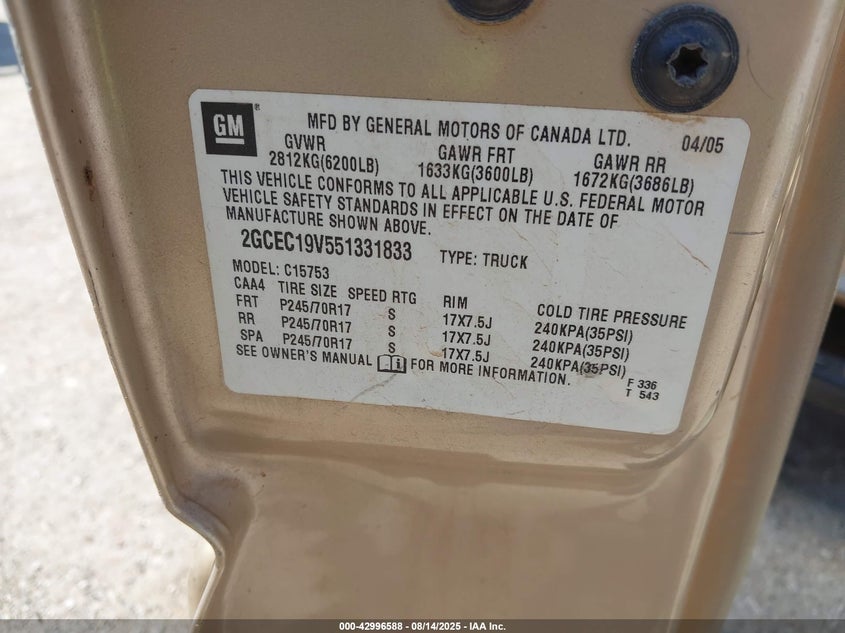 GM ®
MFD BY GENERAL MOTORS OF CANADA LTD. 04/05
GVWR GAWR FRT GAWR RR
2812KG(6200LB) 1633KG(3600LB) 1672KG(3686LB)
THIS VEHICLE CONFORMS TO ALL APPLICABLE U.S. FEDERAL MOTOR
VEHICLE SAFETY STANDARDS IN EFFECT ON THE DATE OF
MANUFACTURE SHOWN ABOVE.
2GCEC19V551331833 TYPE: TRUCK
MODEL: C15753
CAA4 TIRE SIZE SPEED RTG RIM COLD TIRE PRESSURE
FRT P245/70R17 S 17X7.5J 240KPA(35PSI)
RR P245/70R17 S 17X7.5J 240KPA(35PSI)
SPA P245/70R17 S 17X7.5J 240KPA(35PSI)
SEE OWNER'S MANUAL i FOR MORE INFORMATION.
F 336
T 543
000-42996588 - 08/14/2025 - IAA Inc.